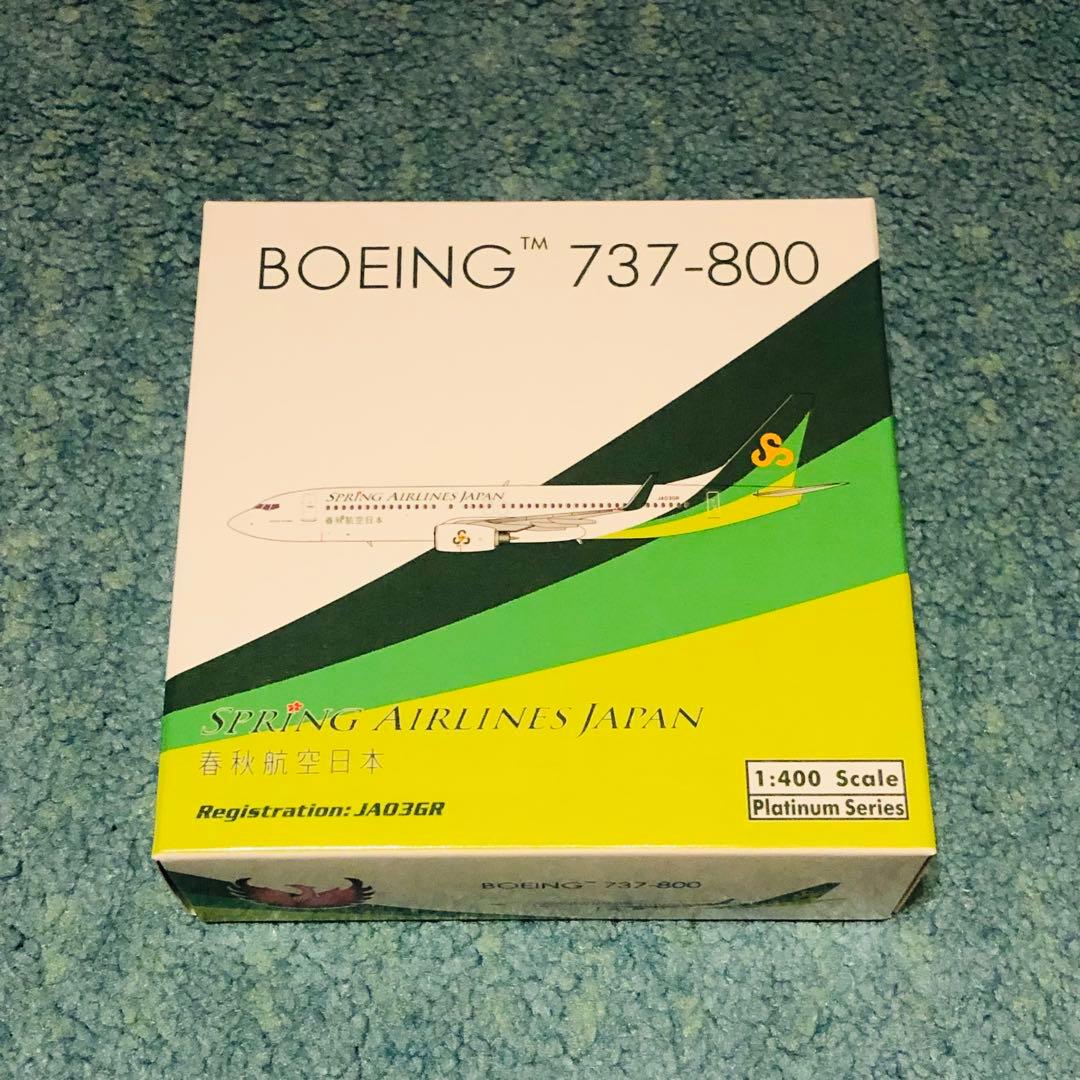 BOEING™ 737-800
SPRING AIRLINES JAPAN
春秋航空日本
JA03GR
SPRING AIRLINES JAPAN
春秋航空日本
Registration: JA03GR
1:400 Scale
Platinum Series
BOEING™ 737-800